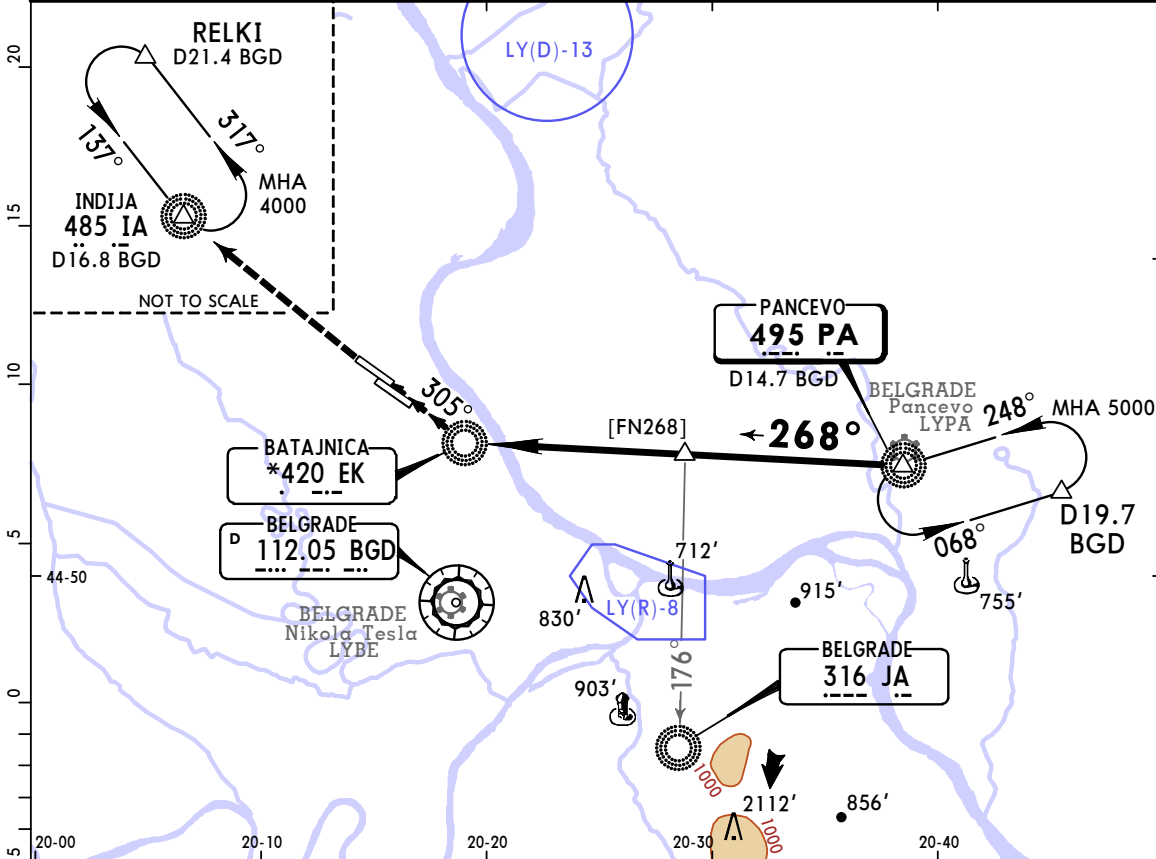 RELKI
D21.4 BGD
317°
137°
MHA
4000
INDIJA
485 IA
D16.8 BGD
NOT TO SCALE
LY(D)-13
20
15
10
5
0
5
PANCEVO
495 PA
D14.7 BGD
BELGRADE
Pancevo
LYPA
248°
MHA 5000
268°
[FN268]
305°
BATAJNICA
*420 EK
068°
D19.7
BGD
BELGRADE
D 112.05 BGD
44-50
BELGRADE
Nikola Tesla
LYBE
712'
830'
LY(R)-8
915'
755'
176°
903'
BELGRADE
316 JA
1000
2112'
1000
856'
20-00
20-10
20-20
20-30
20-40